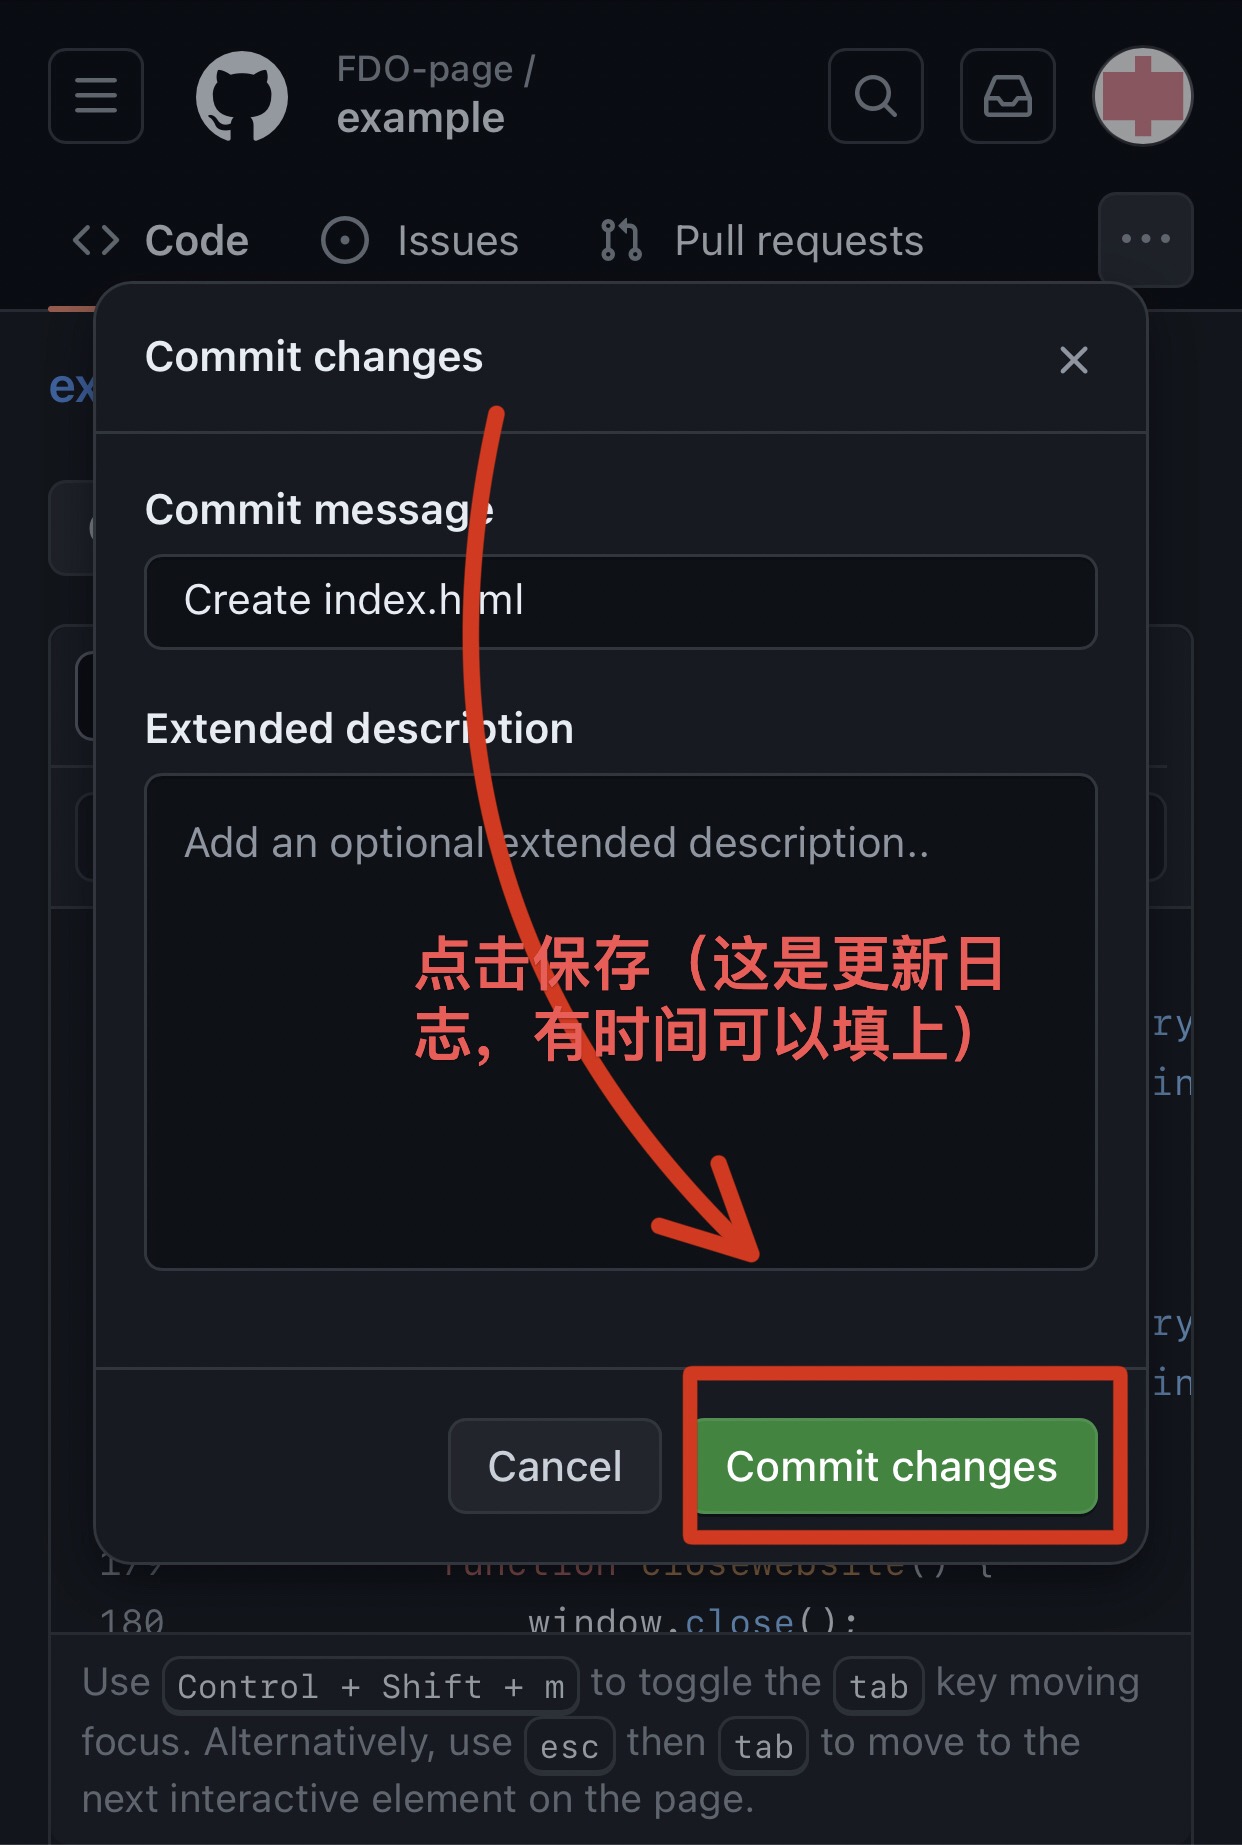 FDO-page /
example
Code
Issues
Pull requests
Commit changes
ex
Commit message
Create index.html
Extended description
Add an optional extended description..
点击保存（这是更新日
志，有时间可以填上）
ry
in
ry
in
Cancel
Commit changes
179 function closeWebsite() {
180 window.close();
Use Control + Shift + m to toggle the tab key moving
focus. Alternatively, use esc then tab to move to the
next interactive element on the page.